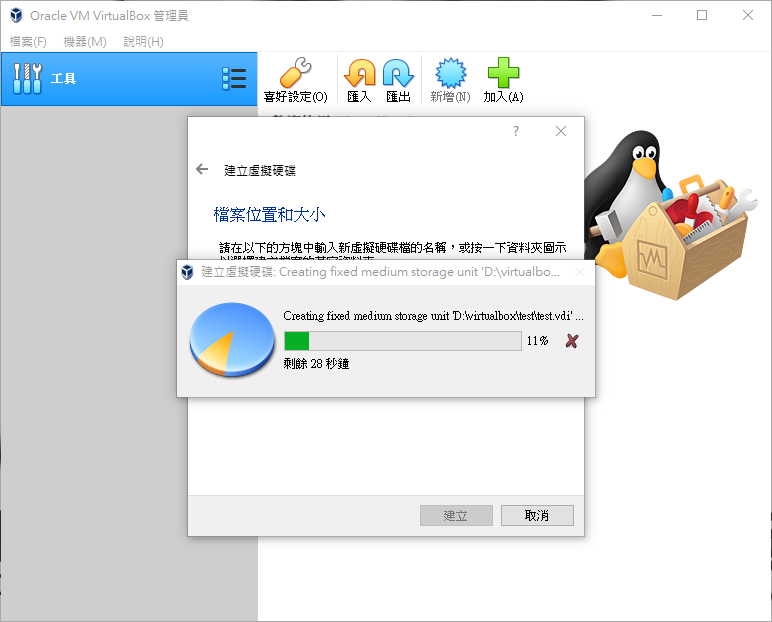 Oracle VM VirtualBox 管理員
檔案(F) 機器(M) 說明(H)
工具
喜好設定(O) 匯入 匯出 新增(N) 加入(A)
?
建立虛擬硬碟
檔案位置和大小
請在以下的方塊中輸入新虛擬硬碟檔的名稱，或按一下資料夾圖示
建立虛擬硬碟: Creating fixed medium storage unit 'D:\virtualbo...
Creating fixed medium storage unit 'D:\virtualbox\test\test.vdi' ...
11%
剩餘 28 秒鐘
建立 取消